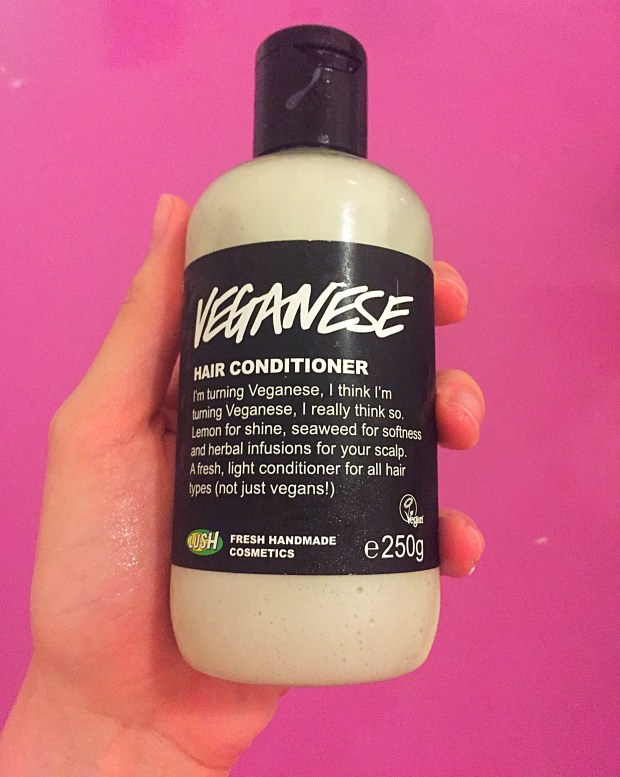 VEGANESE
HAIR CONDITIONER
I'm turning Veganese, I think I'm
turning Veganese, I really think so.
Lemon for shine, seaweed for softness
and herbal infusions for your scalp.
A fresh, light conditioner for all hair
types (not just vegans!)
Vegan
LUSH FRESH HANDMADE
COSMETICS
e250g